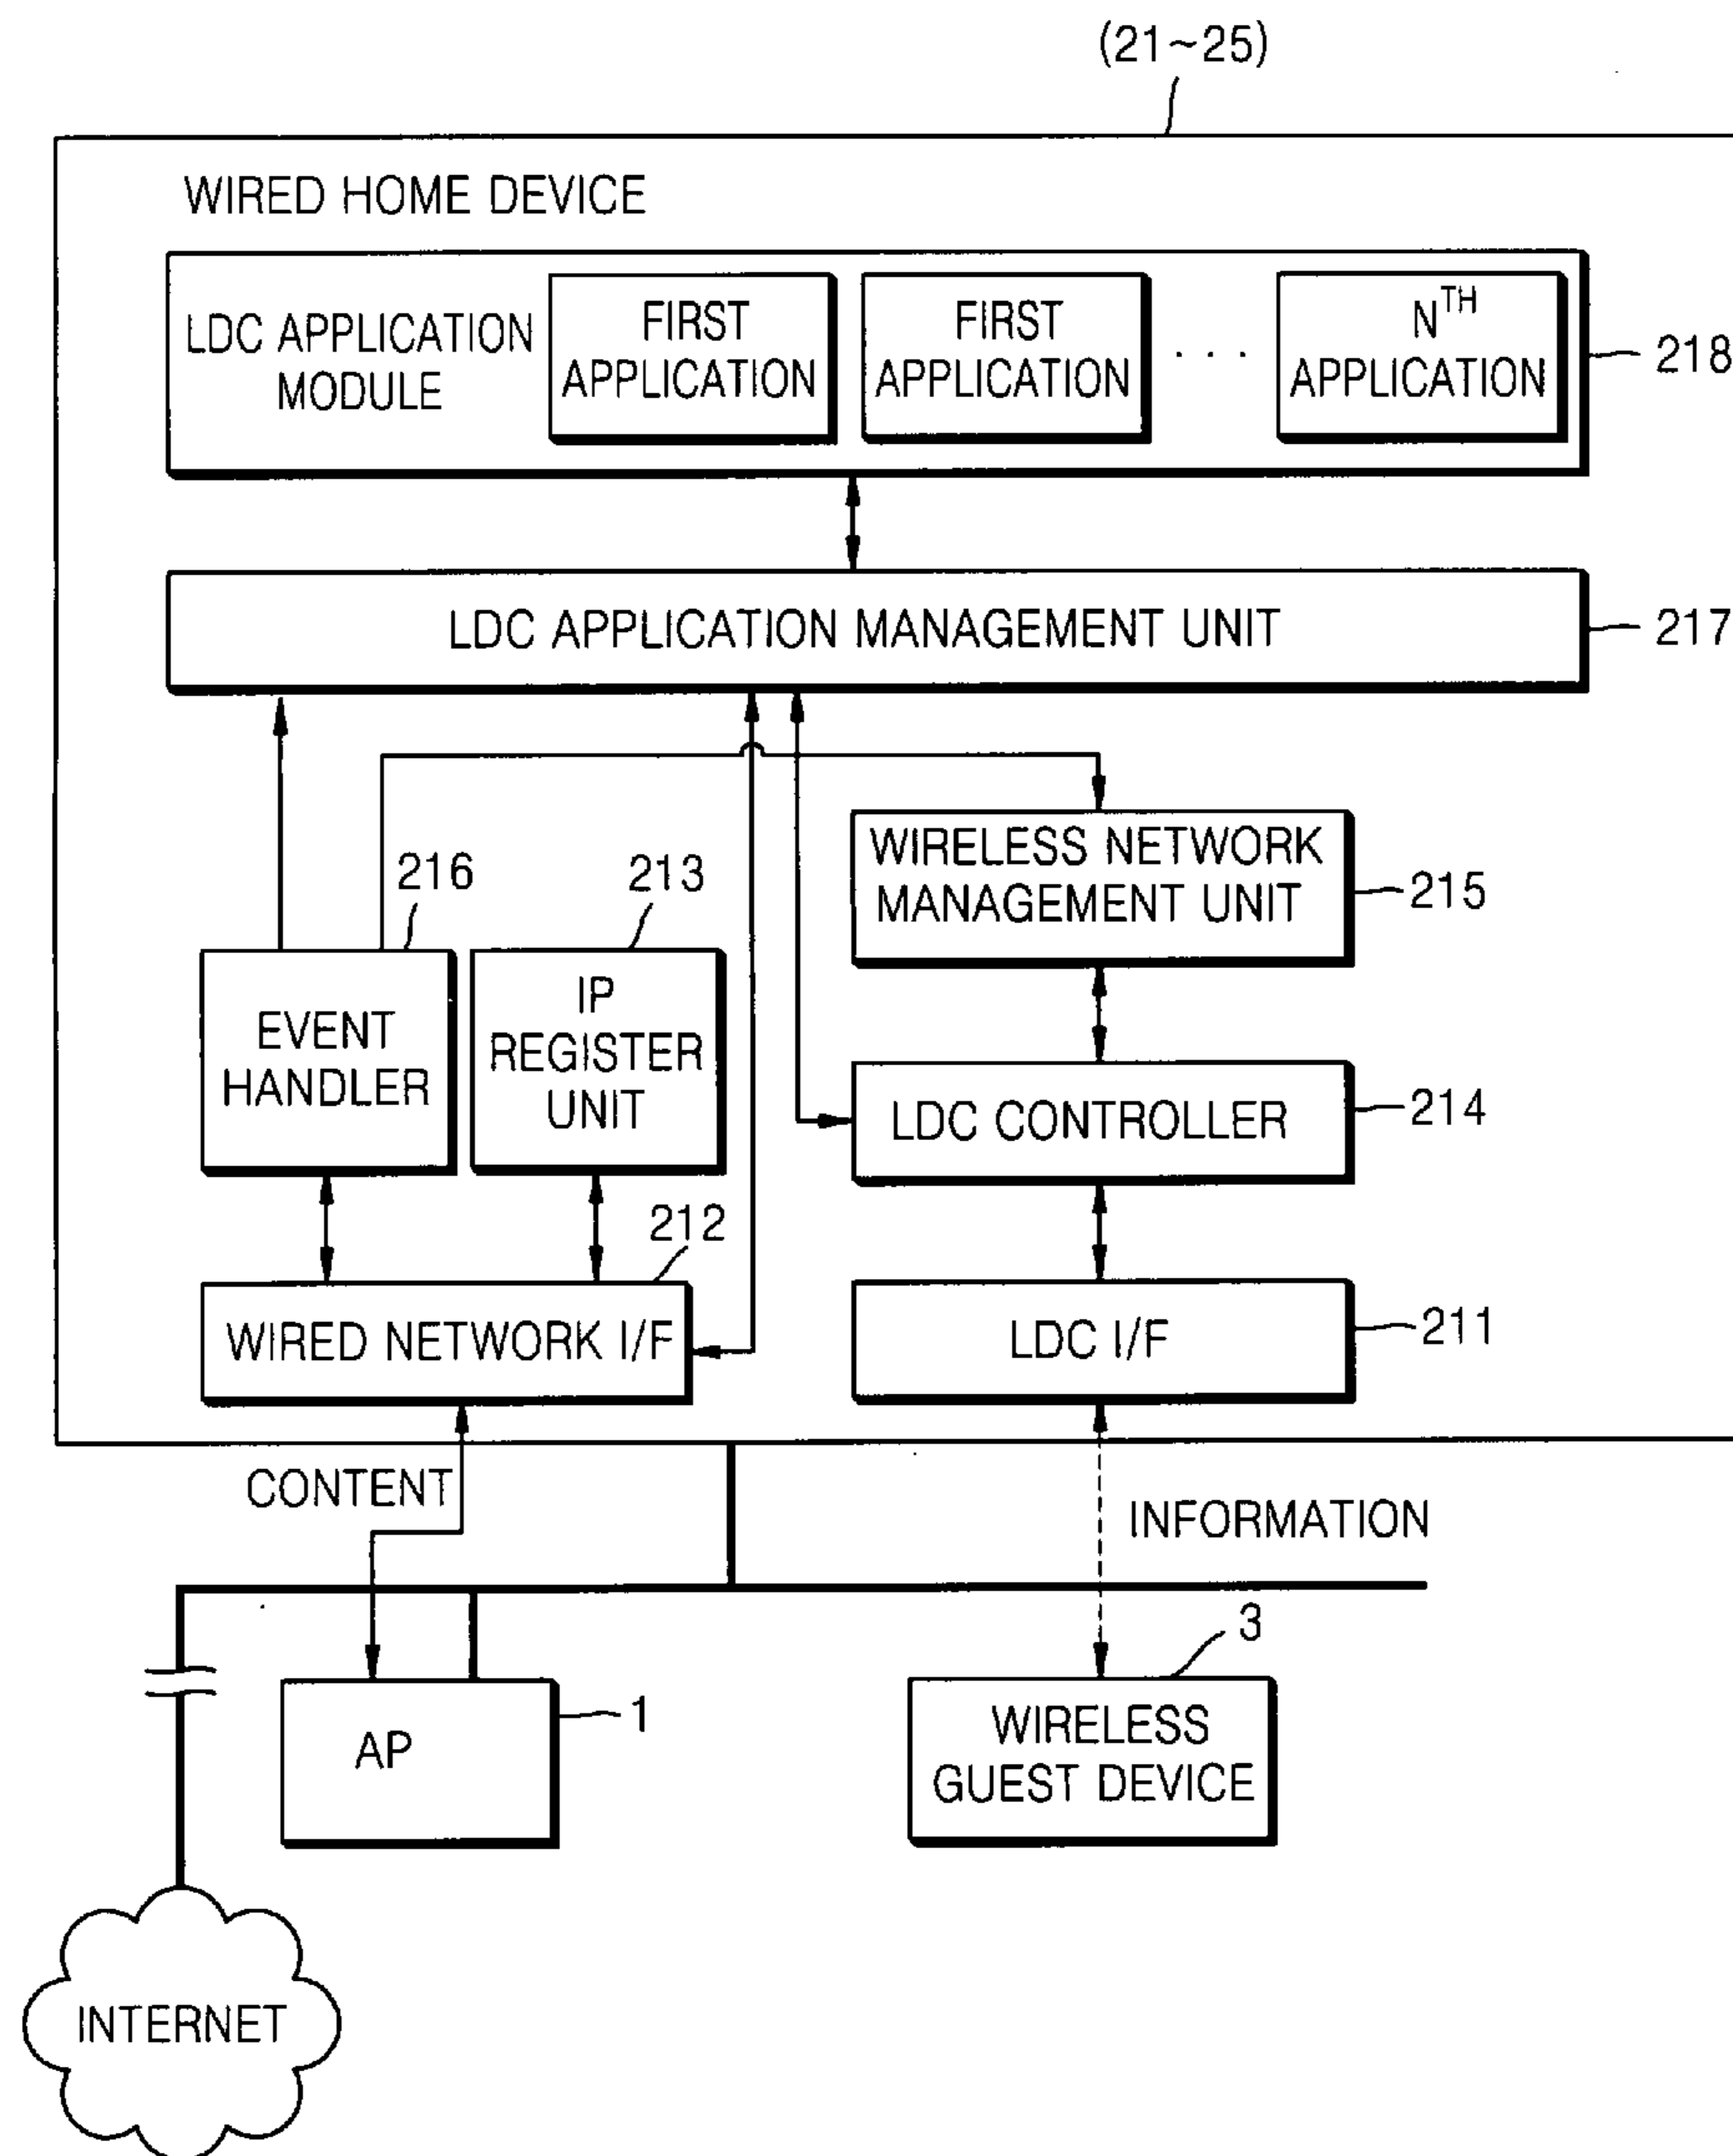 (21~25)
WIRED HOME DEVICE
LDC APPLICATION
MODULE
FIRST
APPLICATION
FIRST
APPLICATION
. . .
NTH
APPLICATION
218
LDC APPLICATION MANAGEMENT UNIT
217
WIRELESS NETWORK
MANAGEMENT UNIT
215
216
213
EVENT
HANDLER
IP
REGISTER
UNIT
LDC CONTROLLER
214
212
WIRED NETWORK I/F
LDC I/F
211
CONTENT
INFORMATION
3
AP
1
WIRELESS
GUEST DEVICE
INTERNET